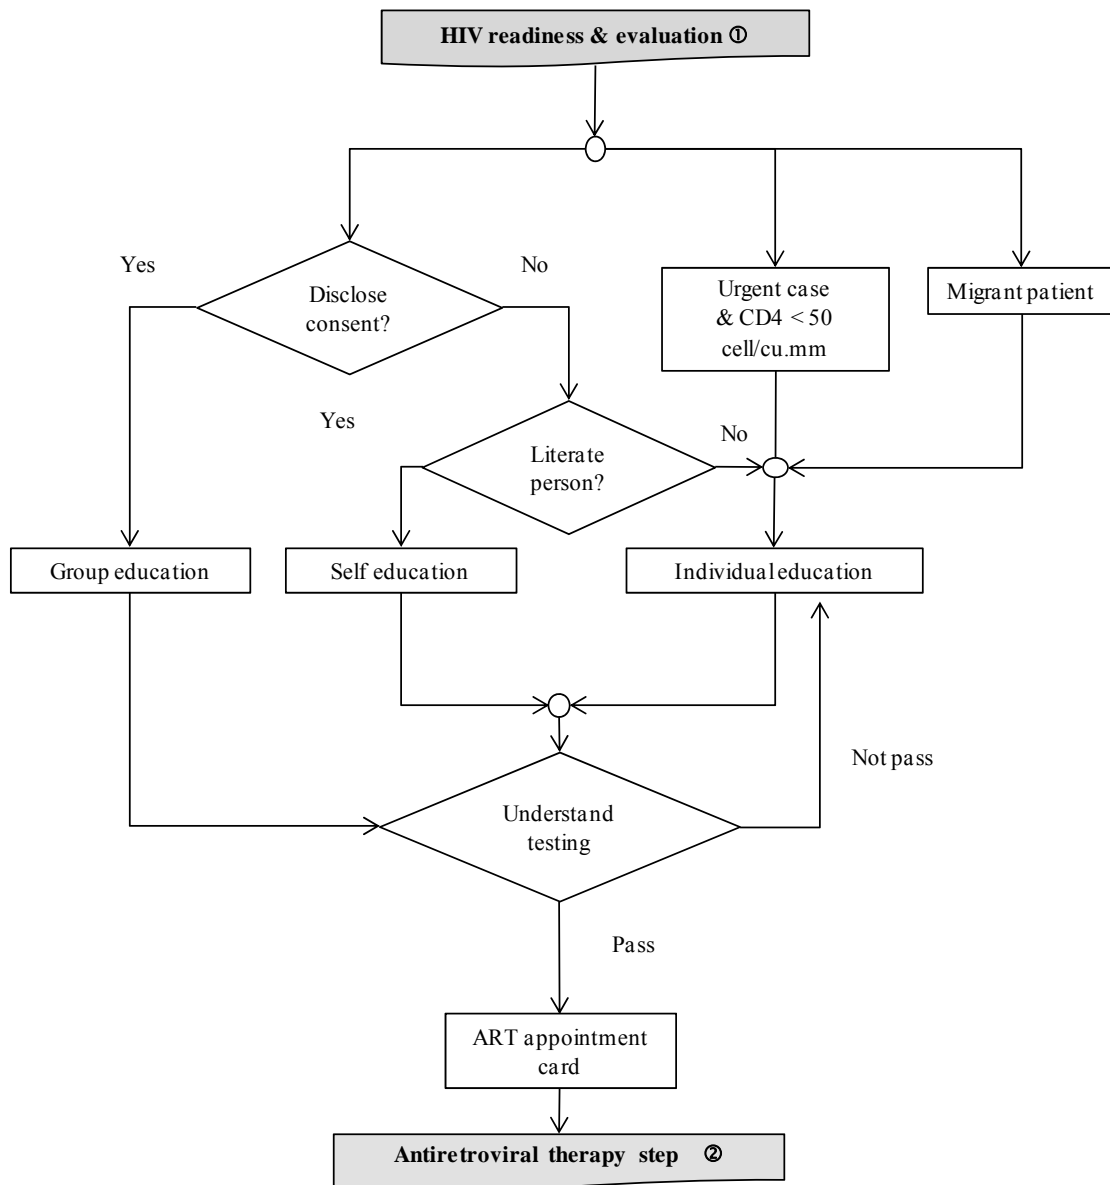 HIV readiness & evaluation ①
Yes
No
Disclose
consent?
Urgent case
& CD4 < 50
cell/cu.mm
Migrant patient
Yes
No
Literate
person?
Group education
Self education
Individual education
Not pass
Understand
testing
Pass
ART appointment
card
Antiretroviral therapy step ②